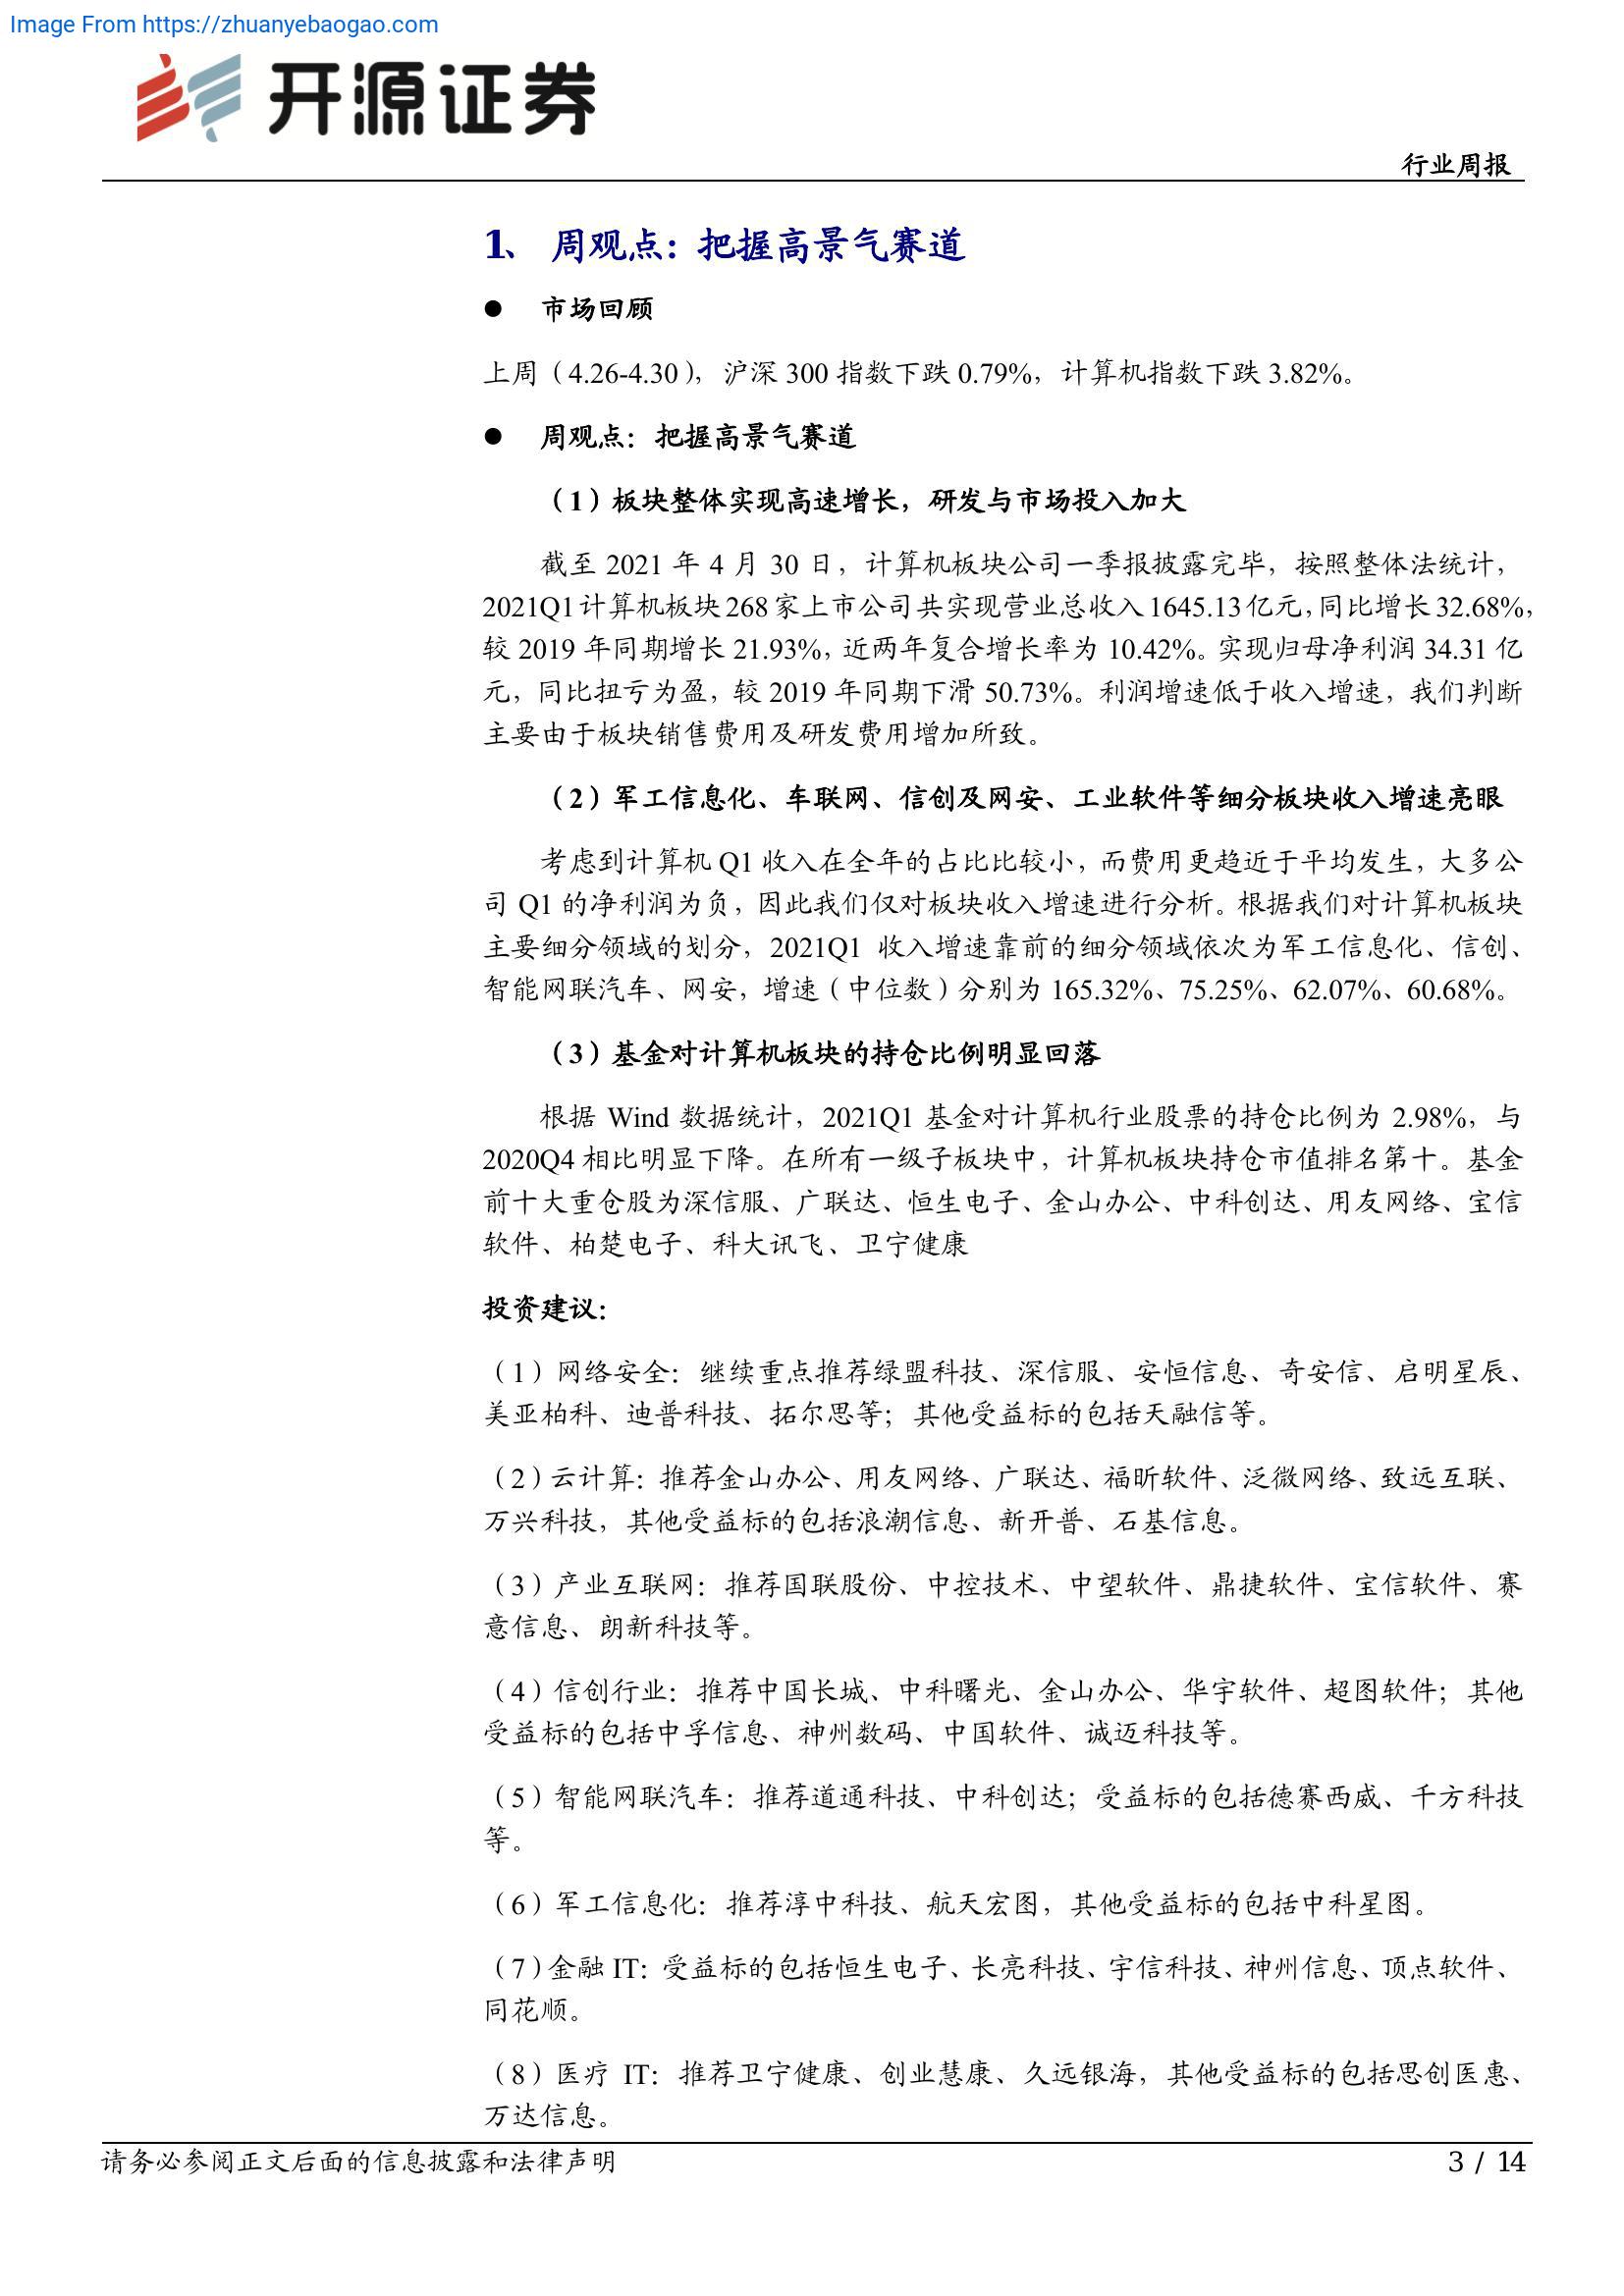 Image From https://zhuanyebaogao.com
开源证券
行业周报
1、 周观点：把握高景气赛道
● 市场回顾
上周（4.26-4.30），沪深 300 指数下跌 0.79%，计算机指数下跌 3.82%。
● 周观点：把握高景气赛道
（1）板块整体实现高速增长，研发与市场投入加大
截至 2021 年 4 月 30 日，计算机板块公司一季报披露完毕，按照整体法统计，
2021Q1计算机板块268家上市公司共实现营业总收入1645.13亿元，同比增长32.68%，
较 2019 年同期增长 21.93%，近两年复合增长率为 10.42%。实现归母净利润 34.31 亿
元，同比扭亏为盈，较 2019 年同期下滑 50.73%。利润增速低于收入增速，我们判断
主要由于板块销售费用及研发费用增加所致。
（2）军工信息化、车联网、信创及网安、工业软件等细分板块收入增速亮眼
考虑到计算机 Q1 收入在全年的占比比较小，而费用更趋近于平均发生，大多公
司 Q1 的净利润为负，因此我们仅对板块收入增速进行分析。根据我们对计算机板块
主要细分领域的划分，2021Q1 收入增速靠前的细分领域依次为军工信息化、信创、
智能网联汽车、网安，增速（中位数）分别为 165.32%、75.25%、62.07%、60.68%。
（3）基金对计算机板块的持仓比例明显回落
根据 Wind 数据统计，2021Q1 基金对计算机行业股票的持仓比例为 2.98%，与
2020Q4 相比明显下降。在所有一级子板块中，计算机板块持仓市值排名第十。基金
前十大重仓股为深信服、广联达、恒生电子、金山办公、中科创达、用友网络、宝信
软件、柏楚电子、科大讯飞、卫宁健康
投资建议：
（1）网络安全：继续重点推荐绿盟科技、深信服、安恒信息、奇安信、启明星辰、
美亚柏科、迪普科技、拓尔思等；其他受益标的包括天融信等。
（2）云计算：推荐金山办公、用友网络、广联达、福昕软件、泛微网络、致远互联、
万兴科技，其他受益标的包括浪潮信息、新开普、石基信息。
（3）产业互联网：推荐国联股份、中控技术、中望软件、鼎捷软件、宝信软件、赛
意信息、朗新科技等。
（4）信创行业：推荐中国长城、中科曙光、金山办公、华宇软件、超图软件；其他
受益标的包括中孚信息、神州数码、中国软件、诚迈科技等。
（5）智能网联汽车：推荐道通科技、中科创达；受益标的包括德赛西威、千方科技
等。
（6）军工信息化：推荐淳中科技、航天宏图，其他受益标的包括中科星图。
（7）金融 IT：受益标的包括恒生电子、长亮科技、宇信科技、神州信息、顶点软件、
同花顺。
（8）医疗 IT：推荐卫宁健康、创业慧康、久远银海，其他受益标的包括思创医惠、
万达信息。
请务必参阅正文后面的信息披露和法律声明
3 / 14